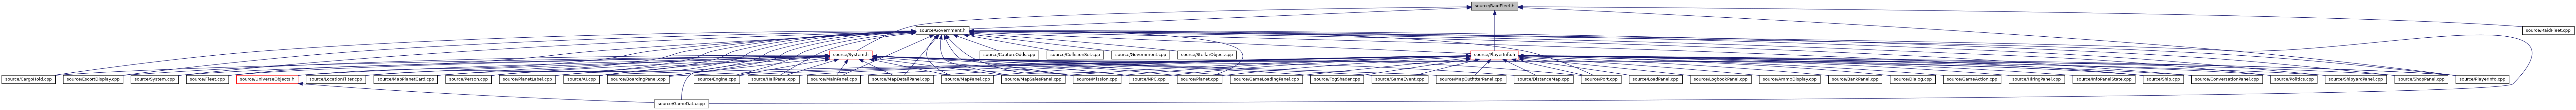 source/RaidFleet.h
source/Government.h
source/RaidFleet.cpp
source/System.h
source/CaptureOdds.cpp
source/CollisionSet.cpp
source/Government.cpp
source/StellarObject.cpp
source/PlayerInfo.h
source/CargoHold.cpp
source/EscortDisplay.cpp
source/System.cpp
source/Fleet.cpp
source/UniverseObjects.h
source/LocationFilter.cpp
source/MapPlanetCard.cpp
source/Person.cpp
source/PlanetLabel.cpp
source/AI.cpp
source/BoardingPanel.cpp
source/Engine.cpp
source/HailPanel.cpp
source/MainPanel.cpp
source/MapDetailPanel.cpp
source/MapPanel.cpp
source/MapSalesPanel.cpp
source/Mission.cpp
source/NPC.cpp
source/Planet.cpp
source/GameLoadingPanel.cpp
source/FogShader.cpp
source/GameEvent.cpp
source/MapOutfitterPanel.cpp
source/DistanceMap.cpp
source/Port.cpp
source/LoadPanel.cpp
source/LogbookPanel.cpp
source/AmmoDisplay.cpp
source/BankPanel.cpp
source/Dialog.cpp
source/GameAction.cpp
source/HiringPanel.cpp
source/InfoPanelState.cpp
source/Ship.cpp
source/ConversationPanel.cpp
source/Politics.cpp
source/ShipyardPanel.cpp
source/ShopPanel.cpp
source/PlayerInfo.cpp
source/GameData.cpp